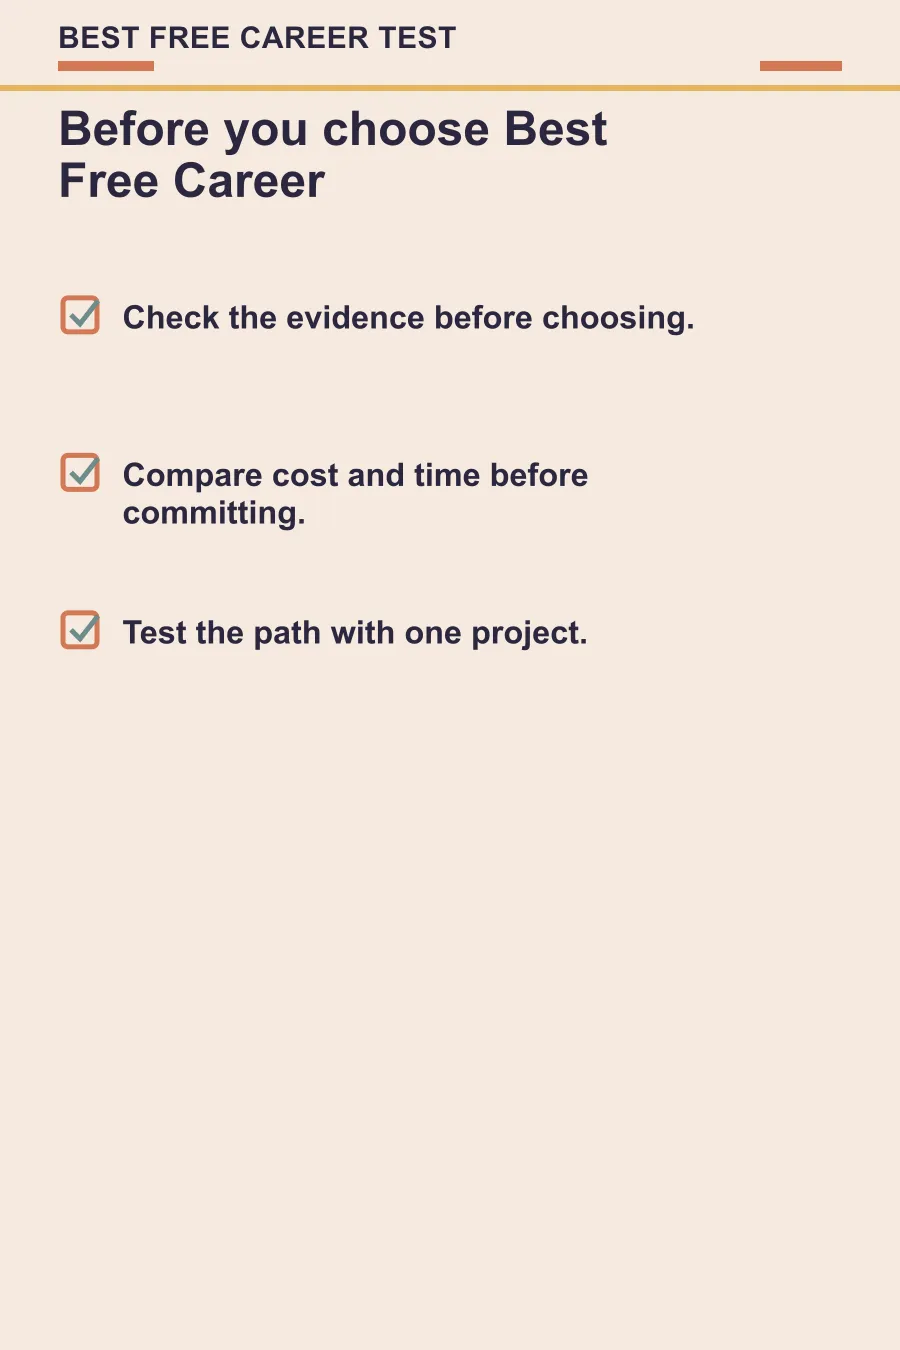 BEST FREE CAREER TEST
Before you choose Best
Free Career
Check the evidence before choosing.
Compare cost and time before
committing.
Test the path with one project.